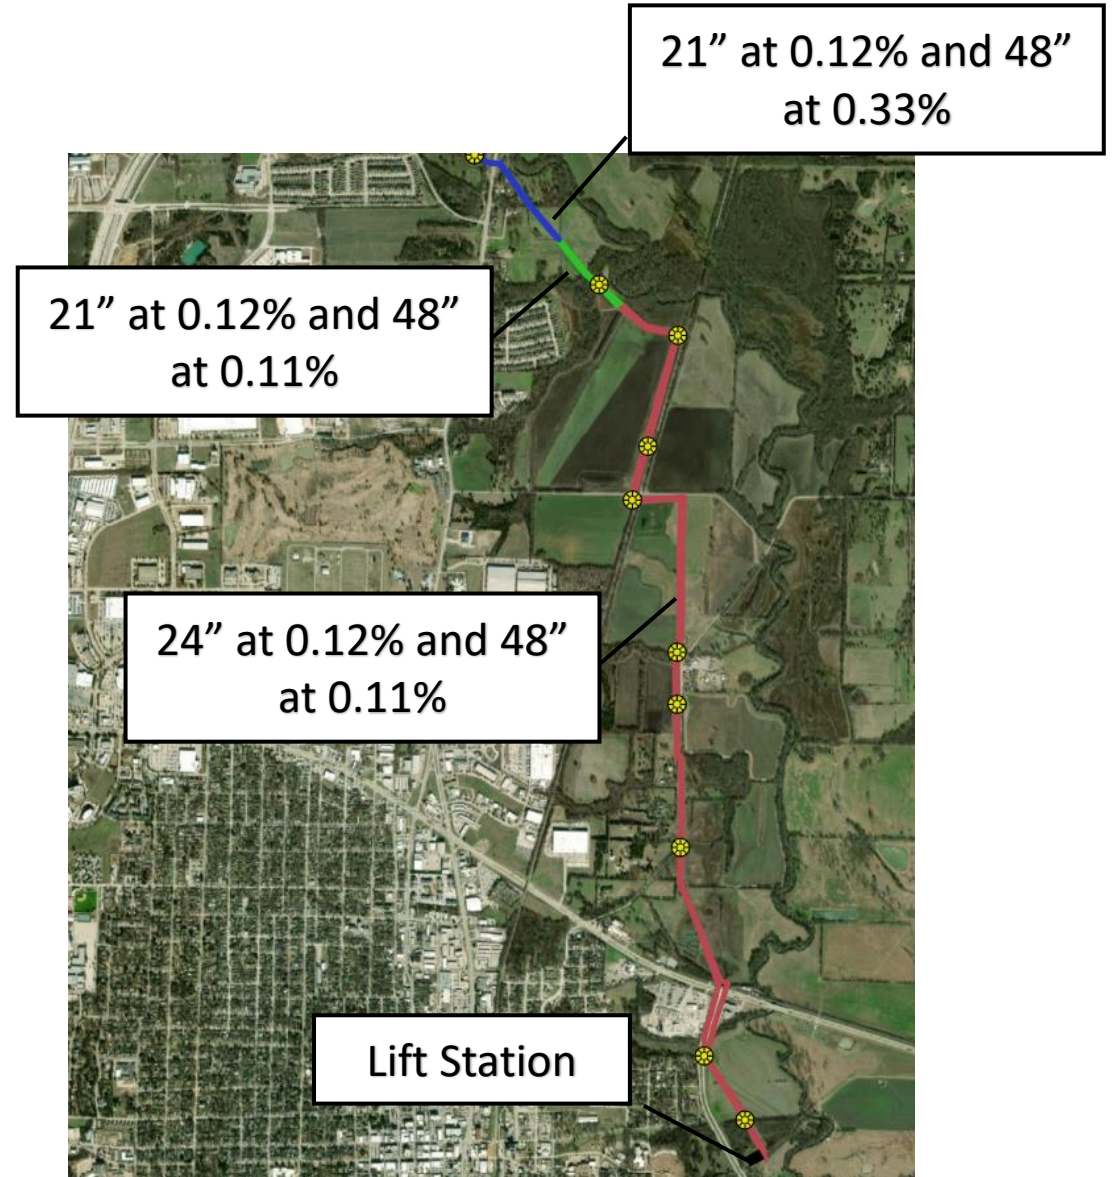 21” at 0.12% and 48”
at 0.33%
21” at 0.12% and 48”
at 0.11%
24” at 0.12% and 48”
at 0.11%
Lift Station